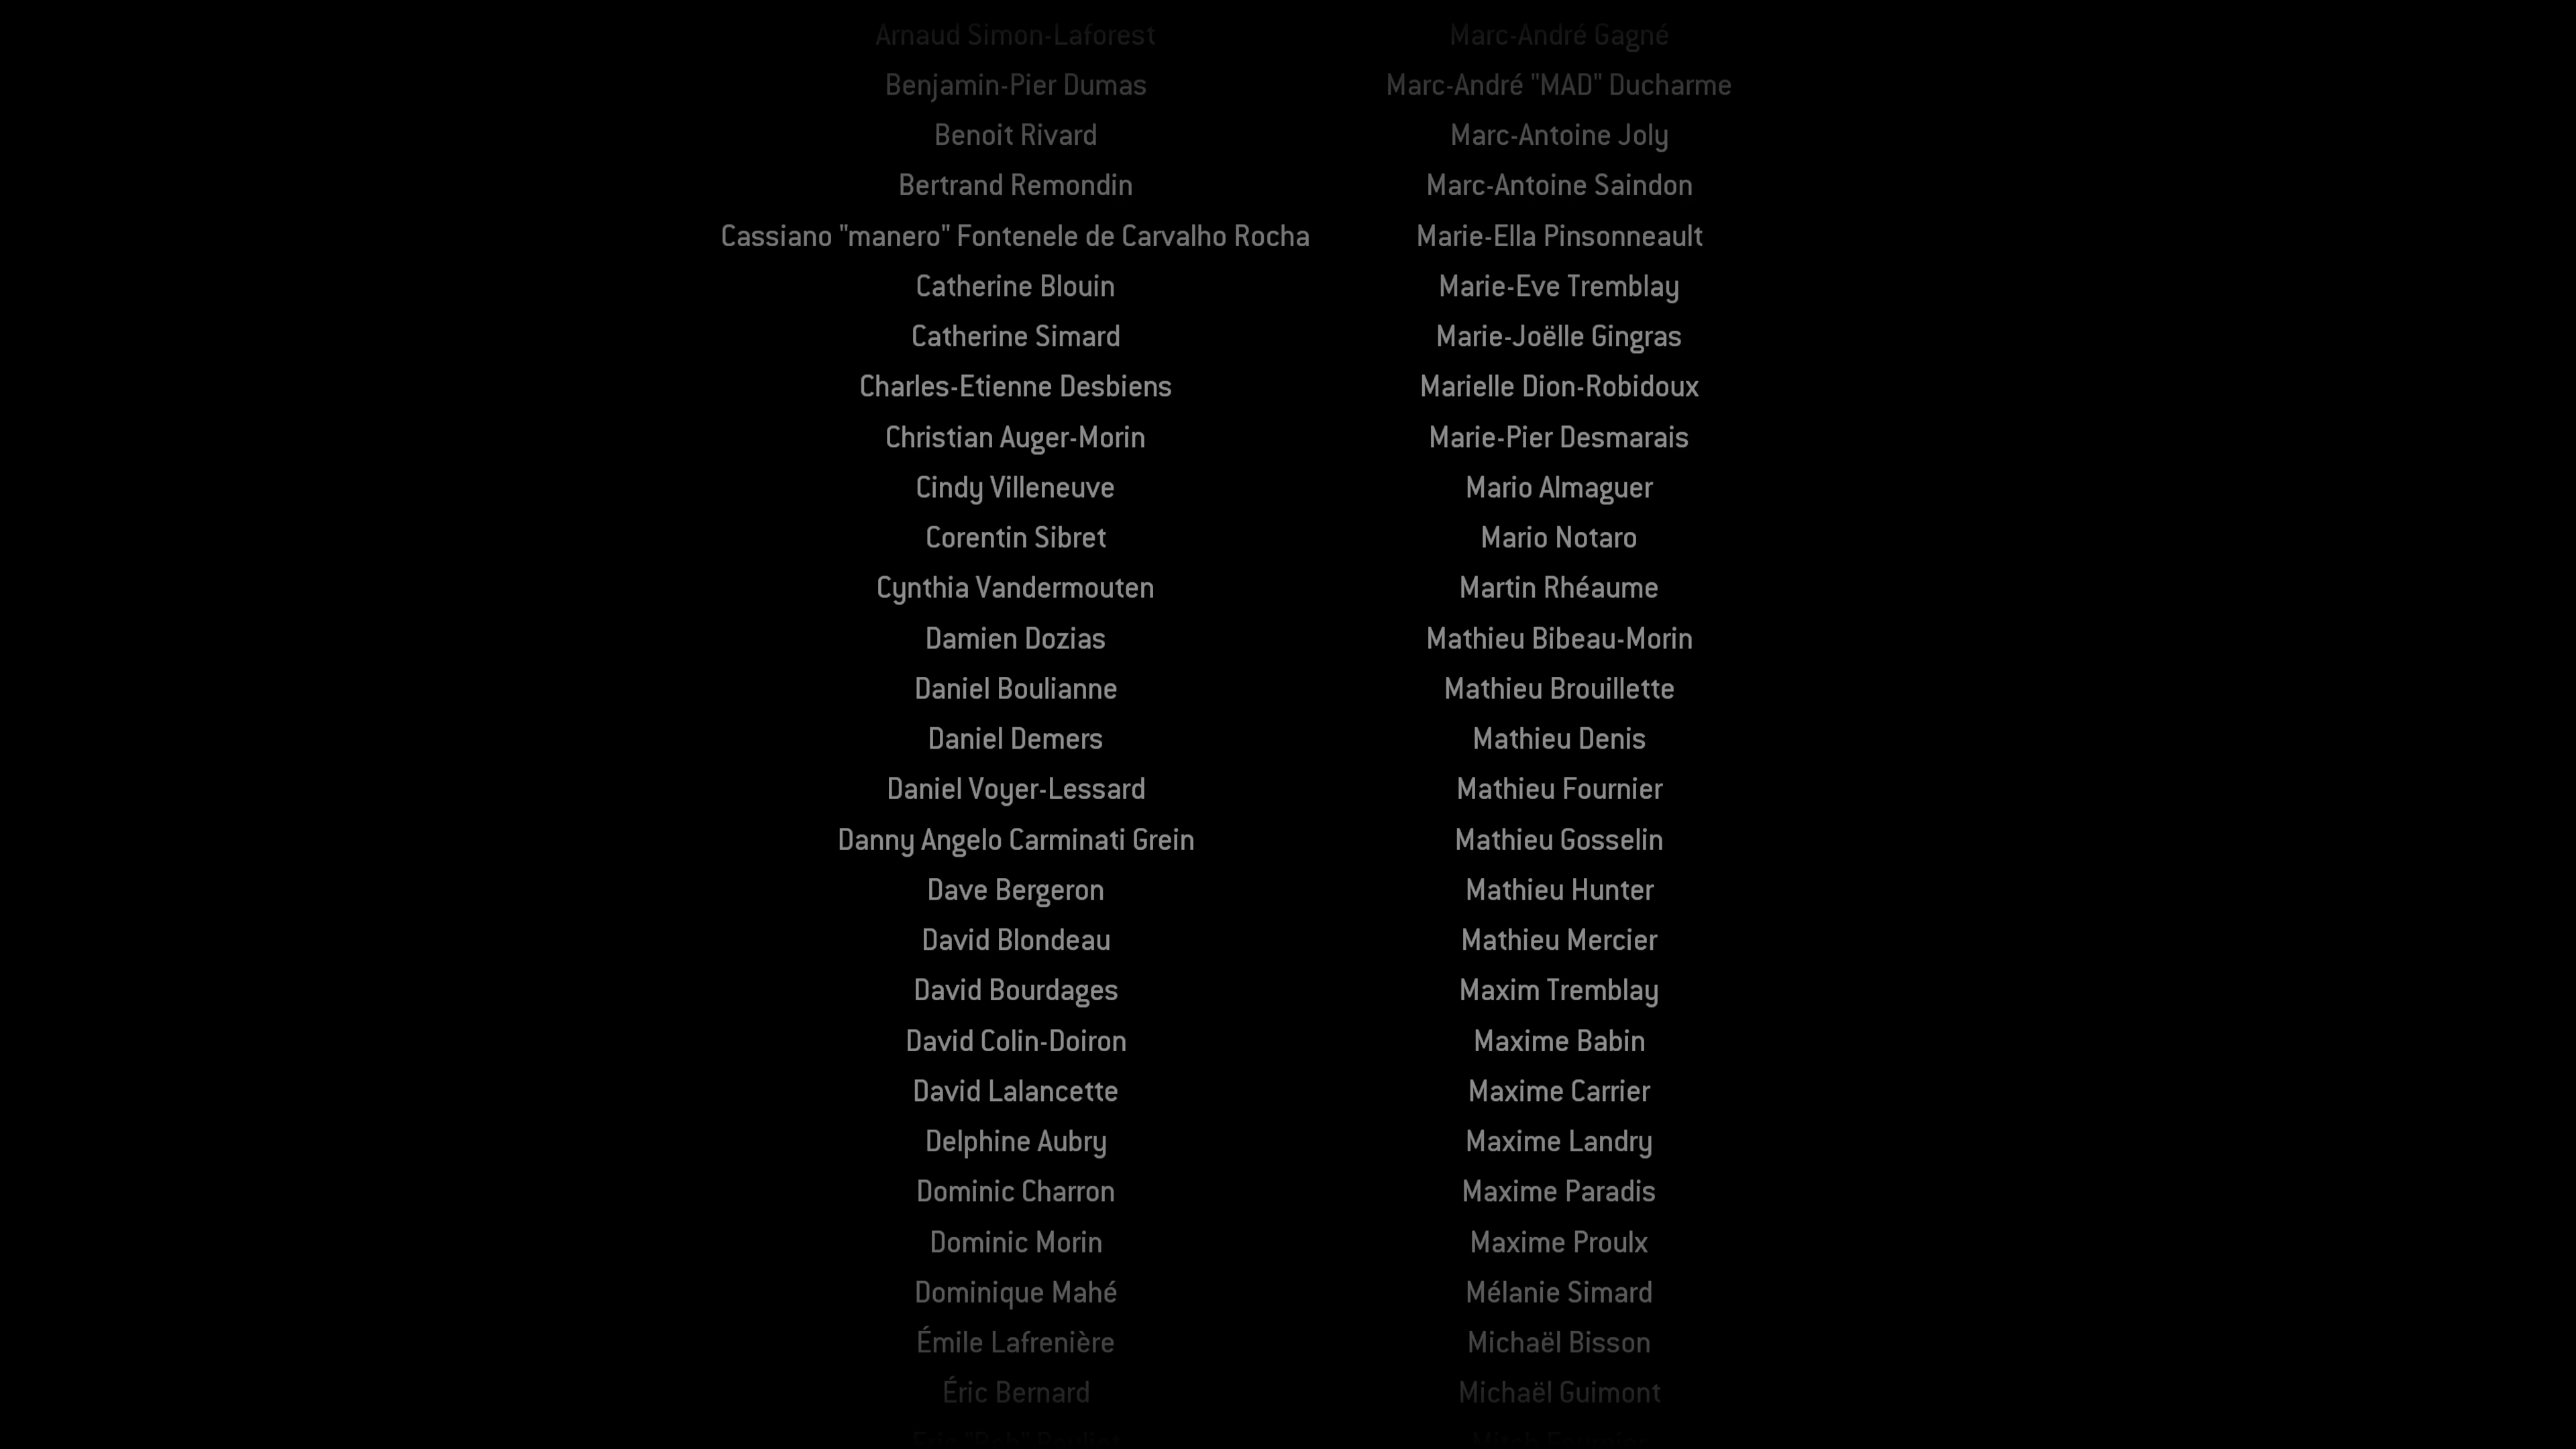 Arnaud Simon-Laforest
Benjamin-Pier Dumas
Benoit Rivard
Bertrand Remondin
Cassiano "manero" Fontenele de Carvalho Rocha
Catherine Blouin
Catherine Simard
Charles-Etienne Desbiens
Christian Auger-Morin
Cindy Villeneuve
Corentin Sibret
Cynthia Vandermouten
Damien Dozias
Daniel Boulianne
Daniel Demers
Daniel Voyer-Lessard
Danny Angelo Carminati Grein
Dave Bergeron
David Blondeau
David Bourdages
David Colin-Doiron
David Lalancette
Delphine Aubry
Dominic Charron
Dominic Morin
Dominique Mahé
Émile Lafrenière
Éric Bernard
Marc-André Gagné
Marc-André "MAD" Ducharme
Marc-Antoine Joly
Marc-Antoine Saindon
Marie-Ella Pinsonneault
Marie-Eve Tremblay
Marie-Joëlle Gingras
Marielle Dion-Robidoux
Marie-Pier Desmarais
Mario Almaguer
Mario Notaro
Martin Rhéaume
Mathieu Bibeau-Morin
Mathieu Brouillette
Mathieu Denis
Mathieu Fournier
Mathieu Gosselin
Mathieu Hunter
Mathieu Mercier
Maxim Tremblay
Maxime Babin
Maxime Carrier
Maxime Landry
Maxime Paradis
Maxime Proulx
Mélanie Simard
Michaël Bisson
Michaël Guimont